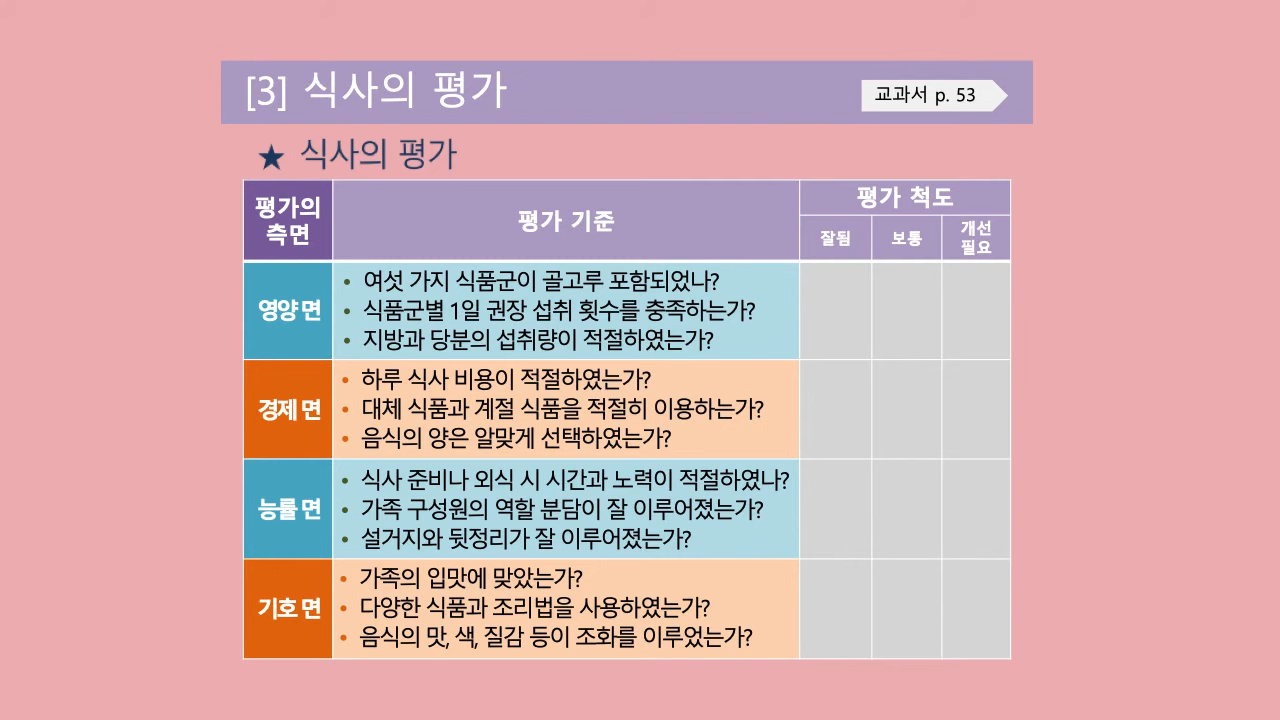 [3] 식사의 평가
교과서 p. 53
★ 식사의 평가
평가의
측면
평가 기준
평가 척도
잘됨
보통
개선
필요
영양 면
• 여섯 가지 식품군이 골고루 포함되었나?
• 식품군별 1일 권장 섭취 횟수를 충족하는가?
• 지방과 당분의 섭취량이 적절하였는가?
경제 면
• 하루 식사 비용이 적절하였는가?
• 대체 식품과 계절 식품을 적절히 이용하는가?
• 음식의 양은 알맞게 선택하였는가?
능률 면
• 식사 준비나 외식 시 시간과 노력이 적절하였나?
• 가족 구성원의 역할 분담이 잘 이루어졌는가?
• 설거지와 뒷정리가 잘 이루어졌는가?
기호 면
• 가족의 입맛에 맞았는가?
• 다양한 식품과 조리법을 사용하였는가?
• 음식의 맛, 색, 질감 등이 조화를 이루었는가?